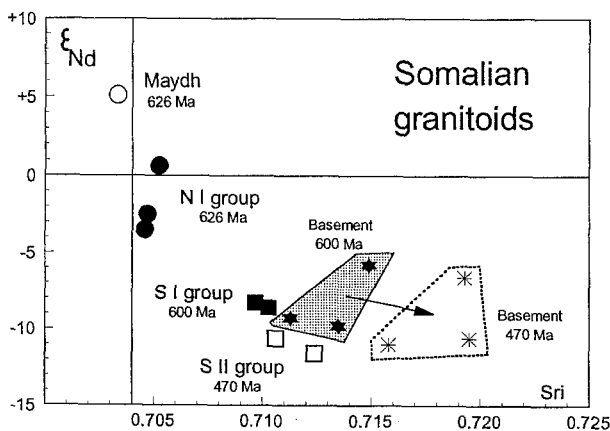 +10
εNd
Maydh
626 Ma
Somalian
granitoids
+5
0
N I group
626 Ma
Basement
600 Ma
-5
S I group
600 Ma
Basement
470 Ma
-10
S II group
470 Ma
Sri
-15
0.705 0.710 0.715 0.720 0.725